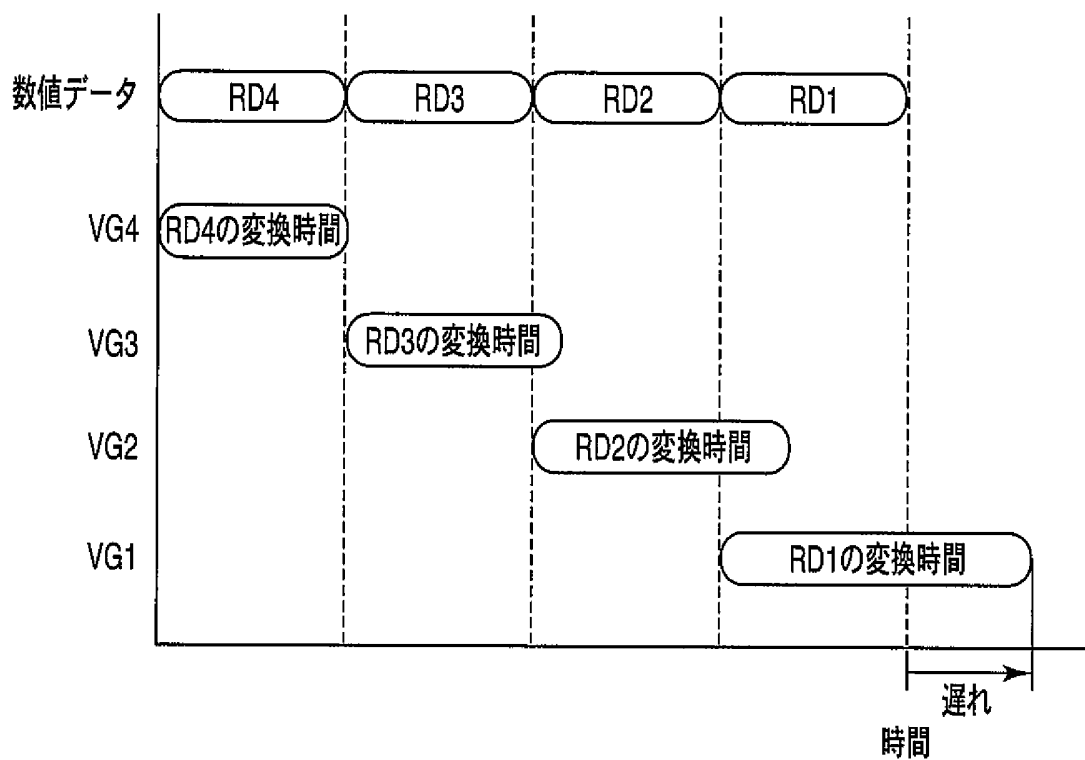 数値データ RD4 RD3 RD2 RD1
VG4 RD4の変換時間
VG3 RD3の変換時間
VG2 RD2の変換時間
VG1 RD1の変換時間
遅れ
時間